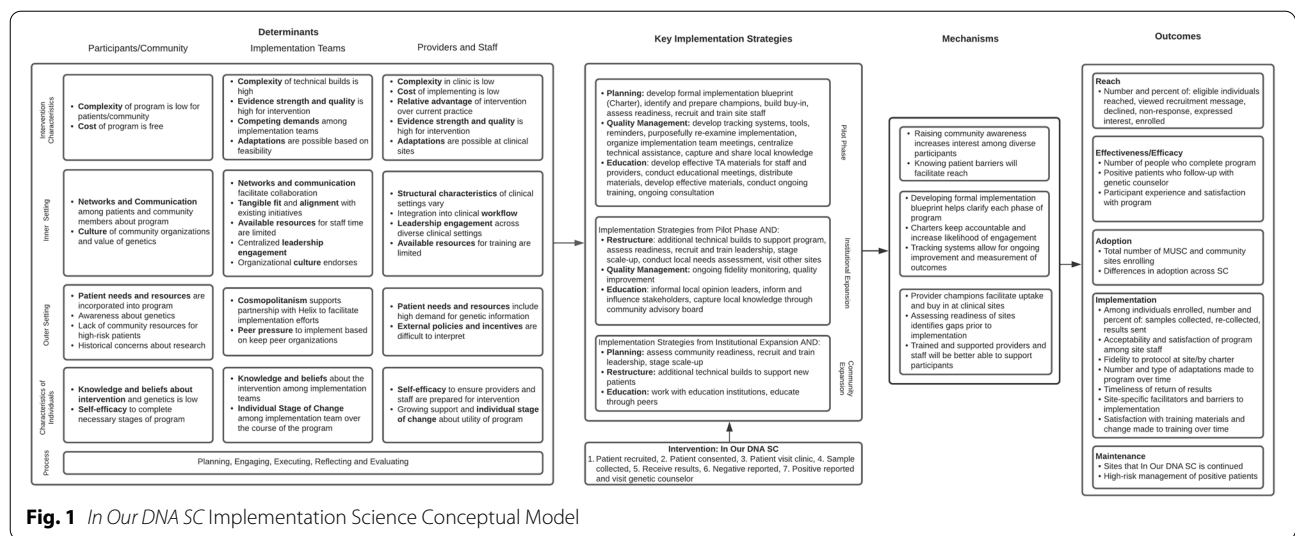 Determinants
Participants/Community
Implementation Teams
Providers and Staff
Key Implementation Strategies
Mechanisms
Outcomes
Intervention
Characteristics
• Complexity of program is low for
patients/community
• Cost of program is free
• Complexity of technical builds is
high
• Evidence strength and quality is
high for intervention
• Competing demands among
implementation teams
• Adaptations are possible based on
feasibility
• Complexity in clinic is low
• Cost of implementing is low
• Relative advantage of intervention
over current practice
• Evidence strength and quality is
high for intervention
• Adaptations are possible at clinical
sites
Inner Setting
• Networks and Communication
among patients and community
members about program
• Culture of community organizations
and value of genetics
• Networks and communication
facilitate collaboration
• Tangible fit and alignment with
existing initiatives
• Available resources for staff time
are limited
• Centralized leadership
engagement
• Organizational culture endorses
• Structural characteristics of clinical
settings vary
• Integration into clinical workflow
• Leadership engagement across
diverse clinical settings
• Available resources for training are
limited
Outer Setting
• Patient needs and resources are
incorporated into program
• Awareness about genetics
• Lack of community resources for
high-risk patients
• Historical concerns about research
• Cosmopolitanism supports
partnership with Helix to facilitate
implementation efforts
• Peer pressure to implement based
on keep peer organizations
• Patient needs and resources include
high demand for genetic information
• External policies and incentives are
difficult to interpret
Characteristics of
Individuals
• Knowledge and beliefs about
intervention and genetics is low
• Self-efficacy to complete
necessary stages of program
• Knowledge and beliefs about the
intervention among implementation
teams
• Individual Stage of Change
among implementation team over
the course of the program
• Self-efficacy to ensure providers and
staff are prepared for intervention
• Growing support and individual stage
of change about utility of program
Process
Planning, Engaging, Executing, Reflecting and Evaluating
• Planning: develop formal implementation blueprint
(Charter), identify and prepare champions, build buy-in,
assess readiness, recruit and train site staff
• Quality Management: develop tracking systems, tools,
reminders, purposefully re-examine implementation,
organize implementation team meetings, centralize
technical assistance, capture and share local knowledge
• Education: develop effective TA materials for staff and
providers, conduct educational meetings, distribute
materials, develop effective materials, conduct ongoing
training, ongoing consultation
Pilot Phase
Implementation Strategies from Pilot Phase AND:
• Restructure: additional technical builds to support program,
assess readiness, recruit and train leadership, stage
scale-up, conduct local needs assessment, visit other sites
• Quality Management: ongoing fidelity monitoring, quality
improvement
• Education: informal local opinion leaders, inform and
influence stakeholders, capture local knowledge through
community advisory board
Institutional Expansion
Implementation Strategies from Institutional Expansion AND:
• Planning: assess community readiness, recruit and train
leadership, stage scale-up
• Restructure: additional technical builds to support new
patients
• Education: work with education institutions, educate
through peers
Community
Expansion
Intervention: In Our DNA SC
1. Patient recruited, 2. Patient consented, 3. Patient visit clinic, 4. Sample
collected, 5. Receive results, 6. Negative reported, 7. Positive reported
and visit genetic counselor
• Raising community awareness
increases interest among diverse
participants
• Knowing patient barriers will
facilitate reach
• Developing formal implementation
blueprint helps clarify each phase of
program
• Charters keep accountable and
increase likelihood of engagement
• Tracking systems allow for ongoing
improvement and measurement of
outcomes
• Provider champions facilitate uptake
and buy in at clinical sites
• Assessing readiness of sites
identifies gaps prior to
implementation
• Trained and supported providers and
staff will be better able to support
participants
Reach
• Number and percent of: eligible individuals
reached, viewed recruitment message,
declined, non-response, expressed
interest, enrolled
Effectiveness/Efficacy
• Number of people who complete program
• Positive patients who follow-up with
genetic counselor
• Participant experience and satisfaction
with program
Adoption
• Total number of MUSC and community
sites enrolling
• Differences in adoption across SC
Implementation
• Among individuals enrolled, number and
percent of: samples collected, re-collected,
results sent
• Acceptability and satisfaction of program
among site staff
• Fidelity to protocol at site/by charter
• Number and type of adaptations made to
program over time
• Timeliness of return of results
• Site-specific facilitators and barriers to
implementation
• Satisfaction with training materials and
change made to training over time
Maintenance
• Sites that In Our DNA SC is continued
• High-risk management of positive patients
Fig. 1 In Our DNA SC Implementation Science Conceptual Model